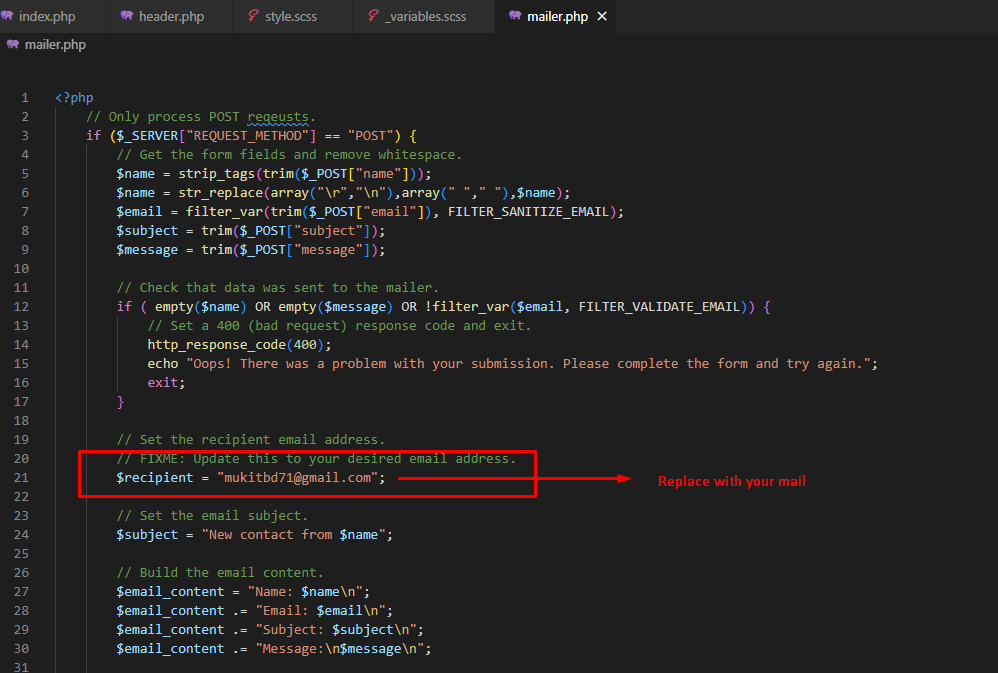 index.php header.php style.scss _variables.scss mailer.php ×
mailer.php
1 <?php
2 // Only process POST reqeusts.
3 if ($_SERVER["REQUEST_METHOD"] == "POST") {
4 // Get the form fields and remove whitespace.
5 $name = strip_tags(trim($_POST["name"]));
6 $name = str_replace(array("\r","\n"),array(" "," "),$name);
7 $email = filter_var(trim($_POST["email"]), FILTER_SANITIZE_EMAIL);
8 $subject = trim($_POST["subject"]);
9 $message = trim($_POST["message"]);
10
11 // Check that data was sent to the mailer.
12 if ( empty($name) OR empty($message) OR !filter_var($email, FILTER_VALIDATE_EMAIL)) {
13 // Set a 400 (bad request) response code and exit.
14 http_response_code(400);
15 echo "Oops! There was a problem with your submission. Please complete the form and try again.";
16 exit;
17 }
18
19 // Set the recipient email address.
20 // FIXME: Update this to your desired email address.
21 $recipient = "mukitbd71@gmail.com"; Replace with your mail
22
23 // Set the email subject.
24 $subject = "New contact from $name";
25
26 // Build the email content.
27 $email_content = "Name: $name\n";
28 $email_content .= "Email: $email\n";
29 $email_content .= "Subject: $subject\n";
30 $email_content .= "Message:\n$message\n";
31